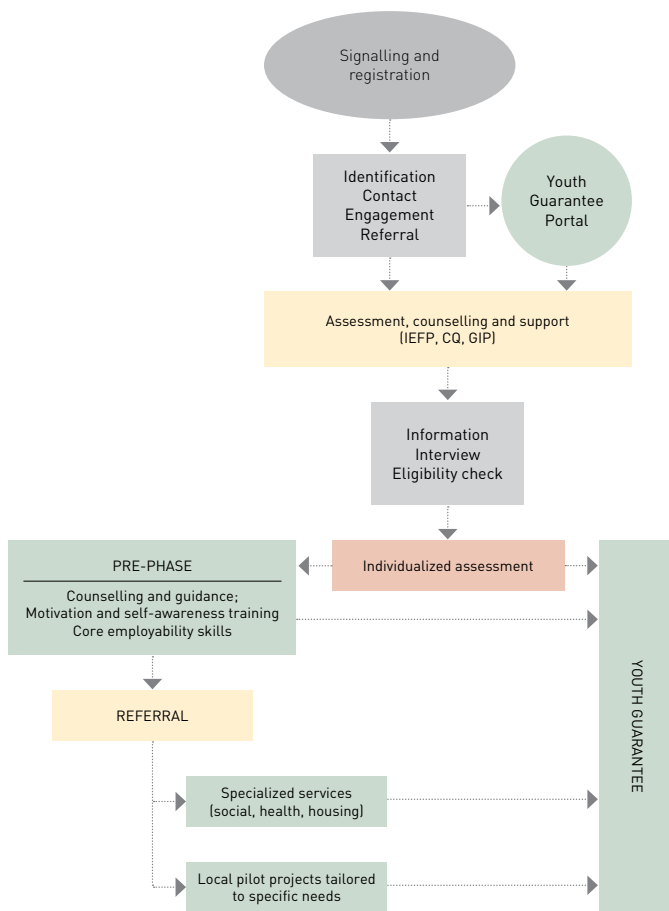 Signalling and
registration
Identification
Contact
Engagement
Referral
Youth
Guarantee
Portal
Assessment, counselling and support
(IEFP, CQ, GIP)
Information
Interview
Eligibility check
PRE-PHASE
Counselling and guidance;
Motivation and self-awareness training
Core employability skills
Individualized assessment
YOUTH GUARANTEE
REFERRAL
Specialized services
(social, health, housing)
Local pilot projects tailored
to specific needs